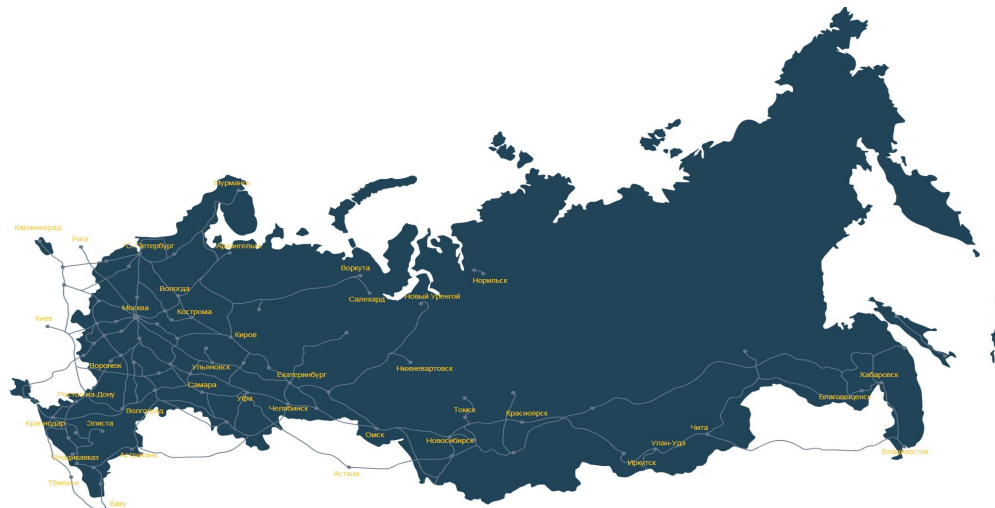 Мурманск
Калининград
Рига
С.-Петербург
Архангельск
Воркута
Норильск
Вологда
Салехард
Новый Уренгой
Москва
Кострома
Киев
Киров
Воронеж
Ульяновск
Екатеринбург
Нижневартовск
Хабаровск
Самара
Ростов-на-Дону
Уфа
Благовещенск
Волгоград
Челябинск
Томск
Красноярск
Краснодар
Элиста
Омск
Новосибирск
Чита
Улан-Удэ
Владивосток
Владикавказ
Астрахань
Иркутск
Астана
Тбилиси
Баку